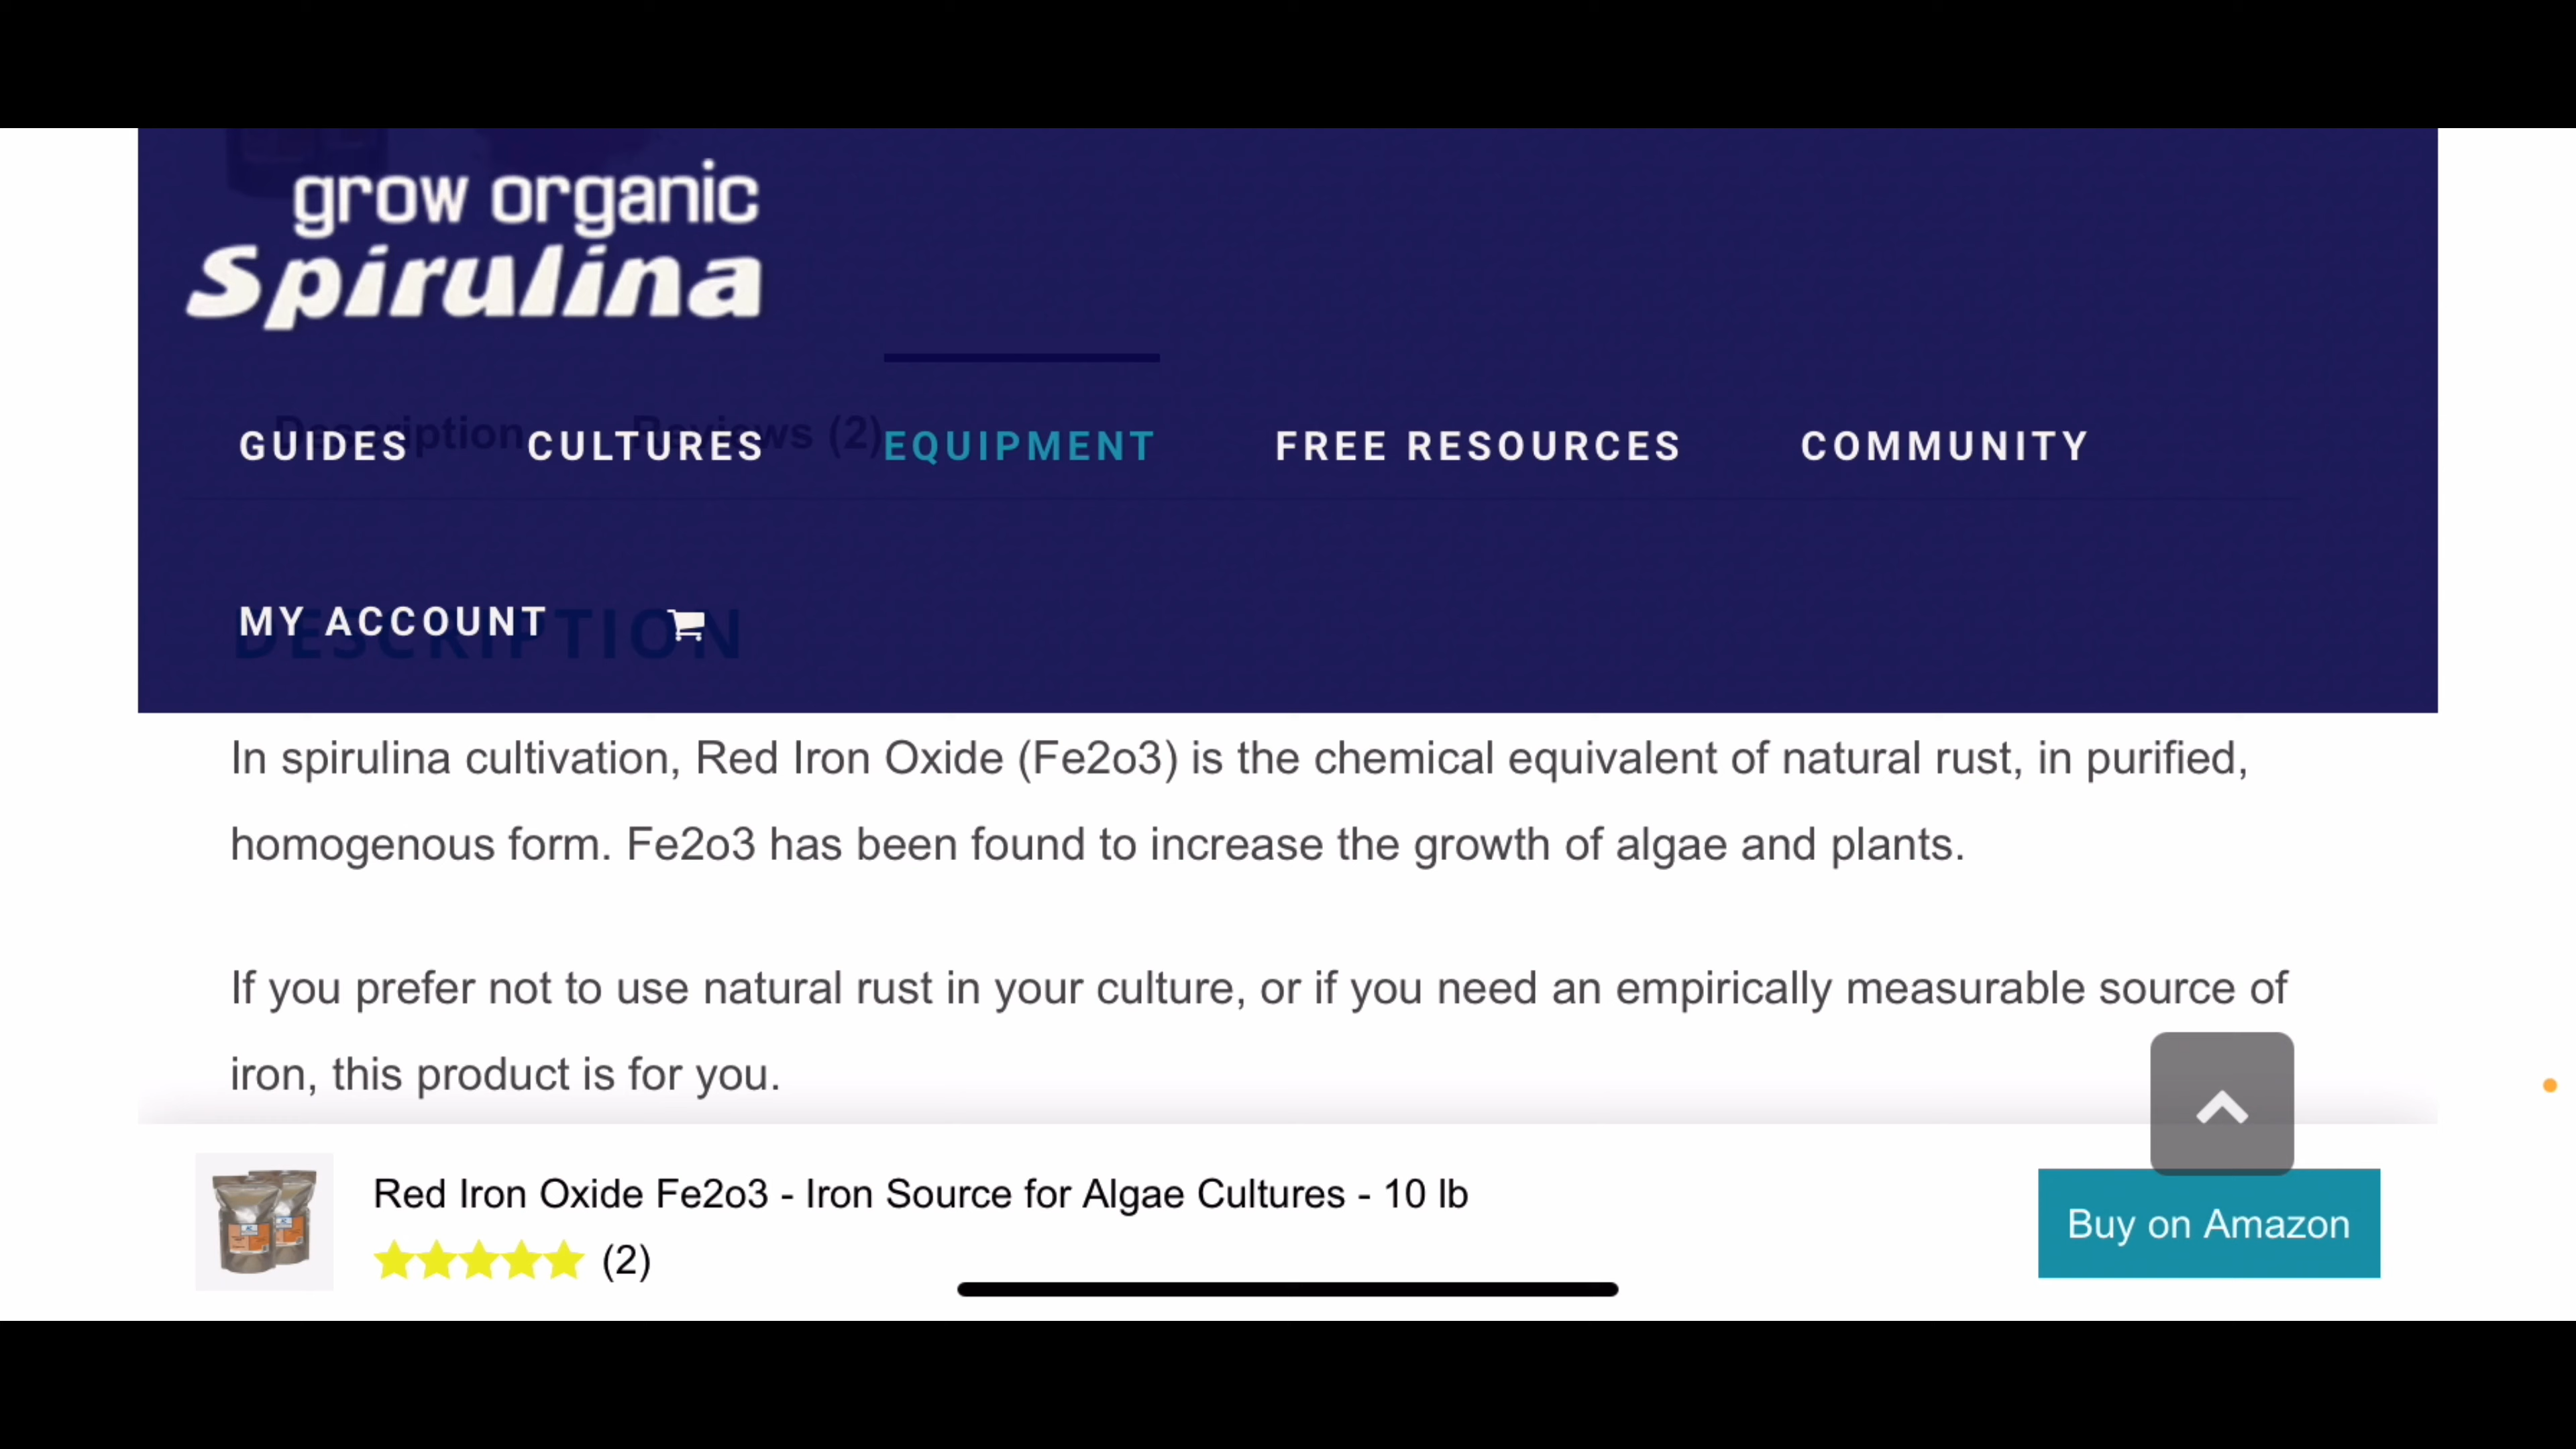 grow organic
Spirulina
Description Reviews (2)
GUIDES CULTURES EQUIPMENT FREE RESOURCES COMMUNITY
MY ACCOUNT
DESCRIPTION
In spirulina cultivation, Red Iron Oxide (Fe2o3) is the chemical equivalent of natural rust, in purified,
homogenous form. Fe2o3 has been found to increase the growth of algae and plants.
If you prefer not to use natural rust in your culture, or if you need an empirically measurable source of
iron, this product is for you.
Red Iron Oxide Fe2o3 - Iron Source for Algae Cultures - 10 lb
(2)
Buy on Amazon